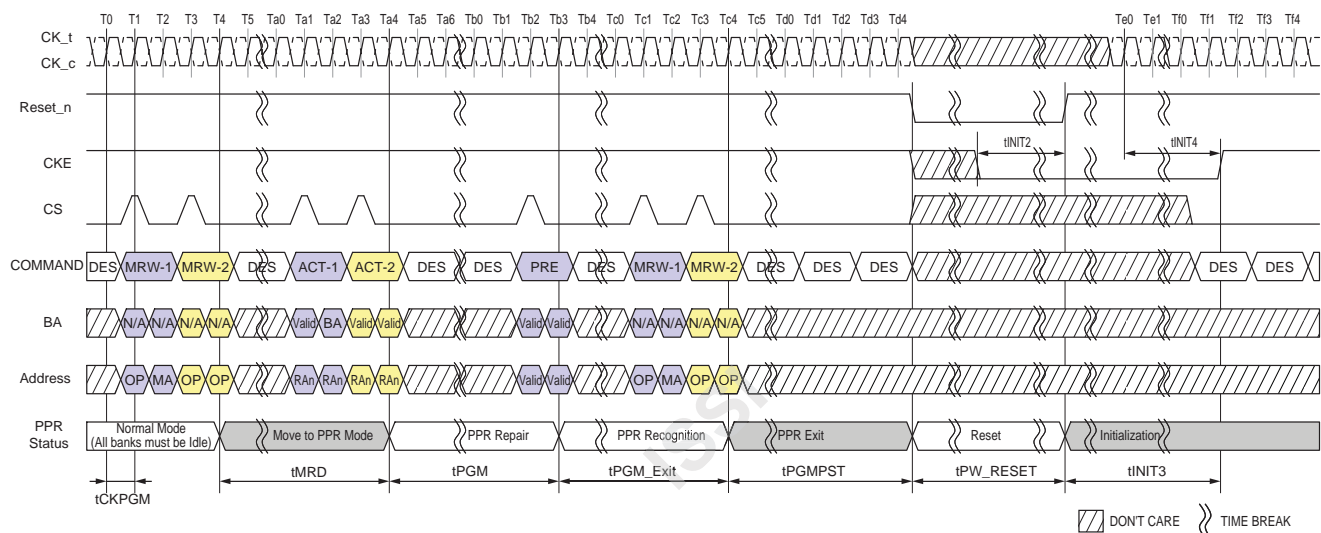 T0 T1 T2 T3 T4 T5 Ta0 Ta1 Ta2 Ta3 Ta4 Ta5 Ta6 Tb0 Tb1 Tb2 Tb3 Tb4 Tc0 Tc1 Tc2 Tc3 Tc4 Tc5 Td0 Td1 Td2 Td3 Td4 Te0 Te1 Tf0 Tf1 Tf2 Tf3 Tf4
CK_t
CK_c
Reset_n
tINIT2 tINIT4
CKE
CS
COMMAND DES MRW-1 MRW-2 DES ACT-1 ACT-2 DES DES PRE DES MRW-1 MRW-2 DES DES DES DES DES
BA N/A N/A N/A N/A Valid BA Valid Valid Valid Valid N/A N/A N/A N/A
Address OP MA OP OP RAn RAn RAn RAn Valid Valid OP MA OP OP
ISSI
PPR Status
Normal Mode (All banks must be Idle) Move to PPR Mode PPR Repair PPR Recognition PPR Exit Reset Initialization
tMRD tPGM tPGM_Exit tPGMPST tPW_RESET tINIT3
tCKPGM
DON'T CARE TIME BREAK